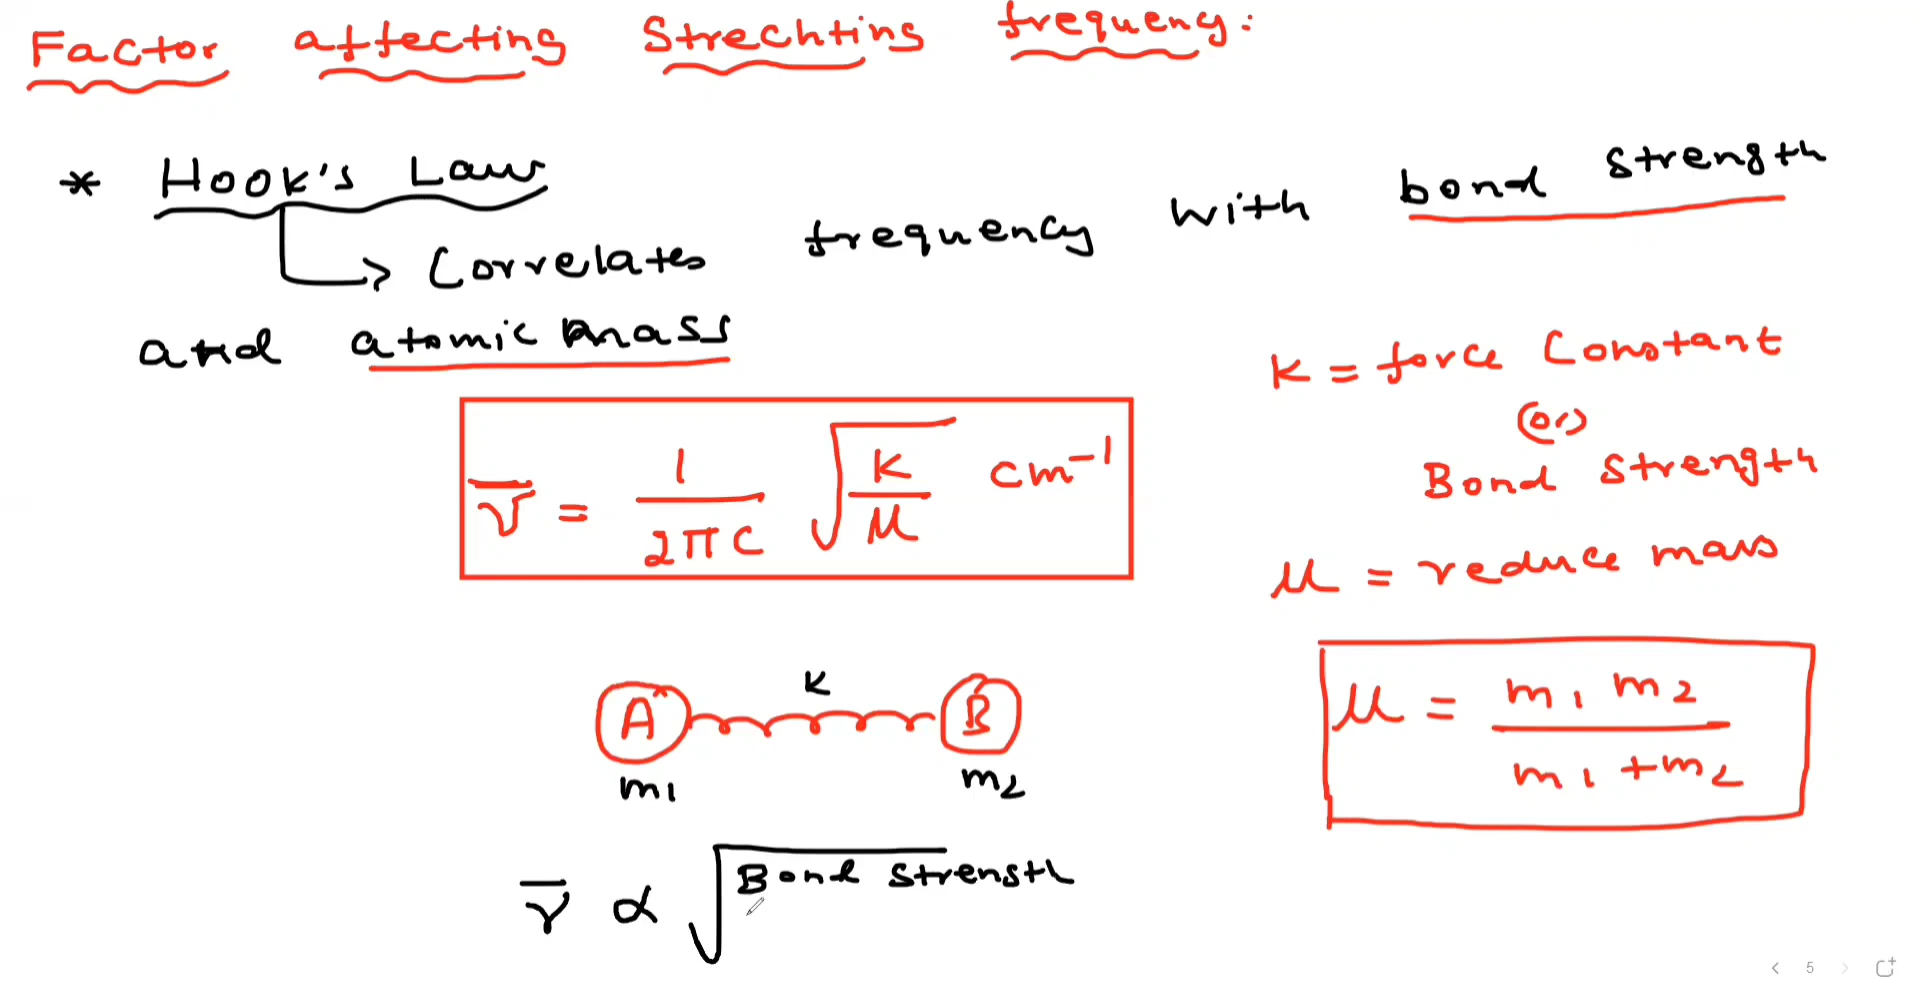 Factor affecting Strechting frequency:
* Hook's Law
Correlates frequency with bond strength
and atomic mass
K = force Constant
(or)
Bond Strength
ν̅ = 1/2πc √K/μ cm⁻¹
μ = reduce mass
μ = m1 m2 / m1 + m2
K
A B
m1 m2
ν̅ ∝ √Bond Strength
5